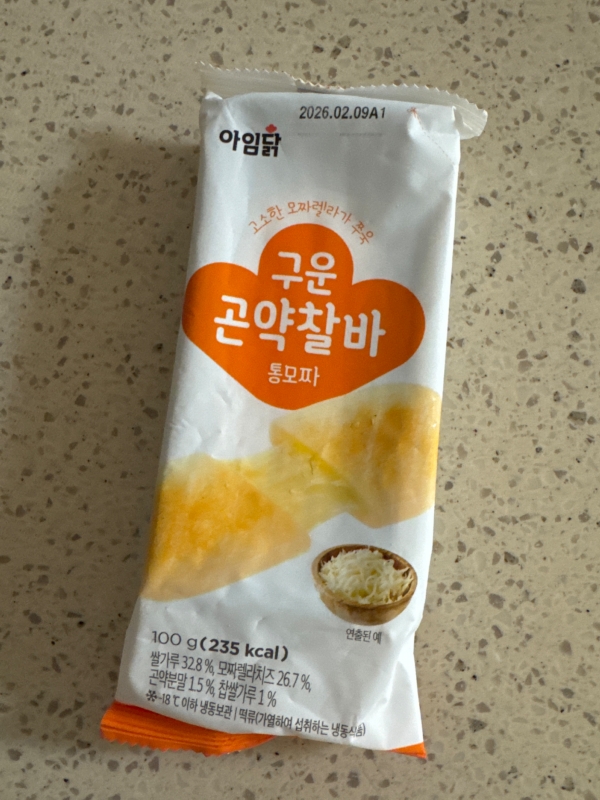 2026.02.09A1
아임닭
고소한 모짜렐라가 쭈욱
구운
곤약찰바
통모짜
연출된 예
100 g(235 kcal)
쌀가루 32.8 %, 모짜렐라치즈 26.7 %,
곤약분말 1.5 %, 찹쌀가루 1 %
-18 ℃ 이하 냉동보관 | 떡류(가열하여 섭취하는 냉동식품)